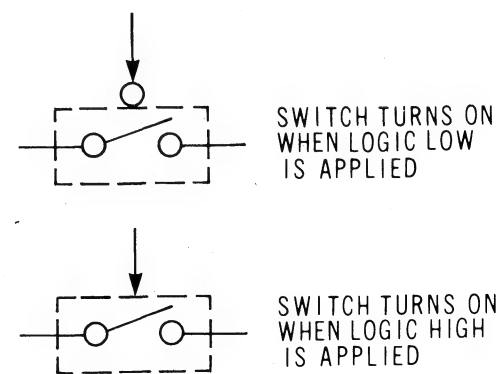 SWITCH TURNS ON
WHEN LOGIC LOW
IS APPLIED
SWITCH TURNS ON
WHEN LOGIC HIGH
IS APPLIED